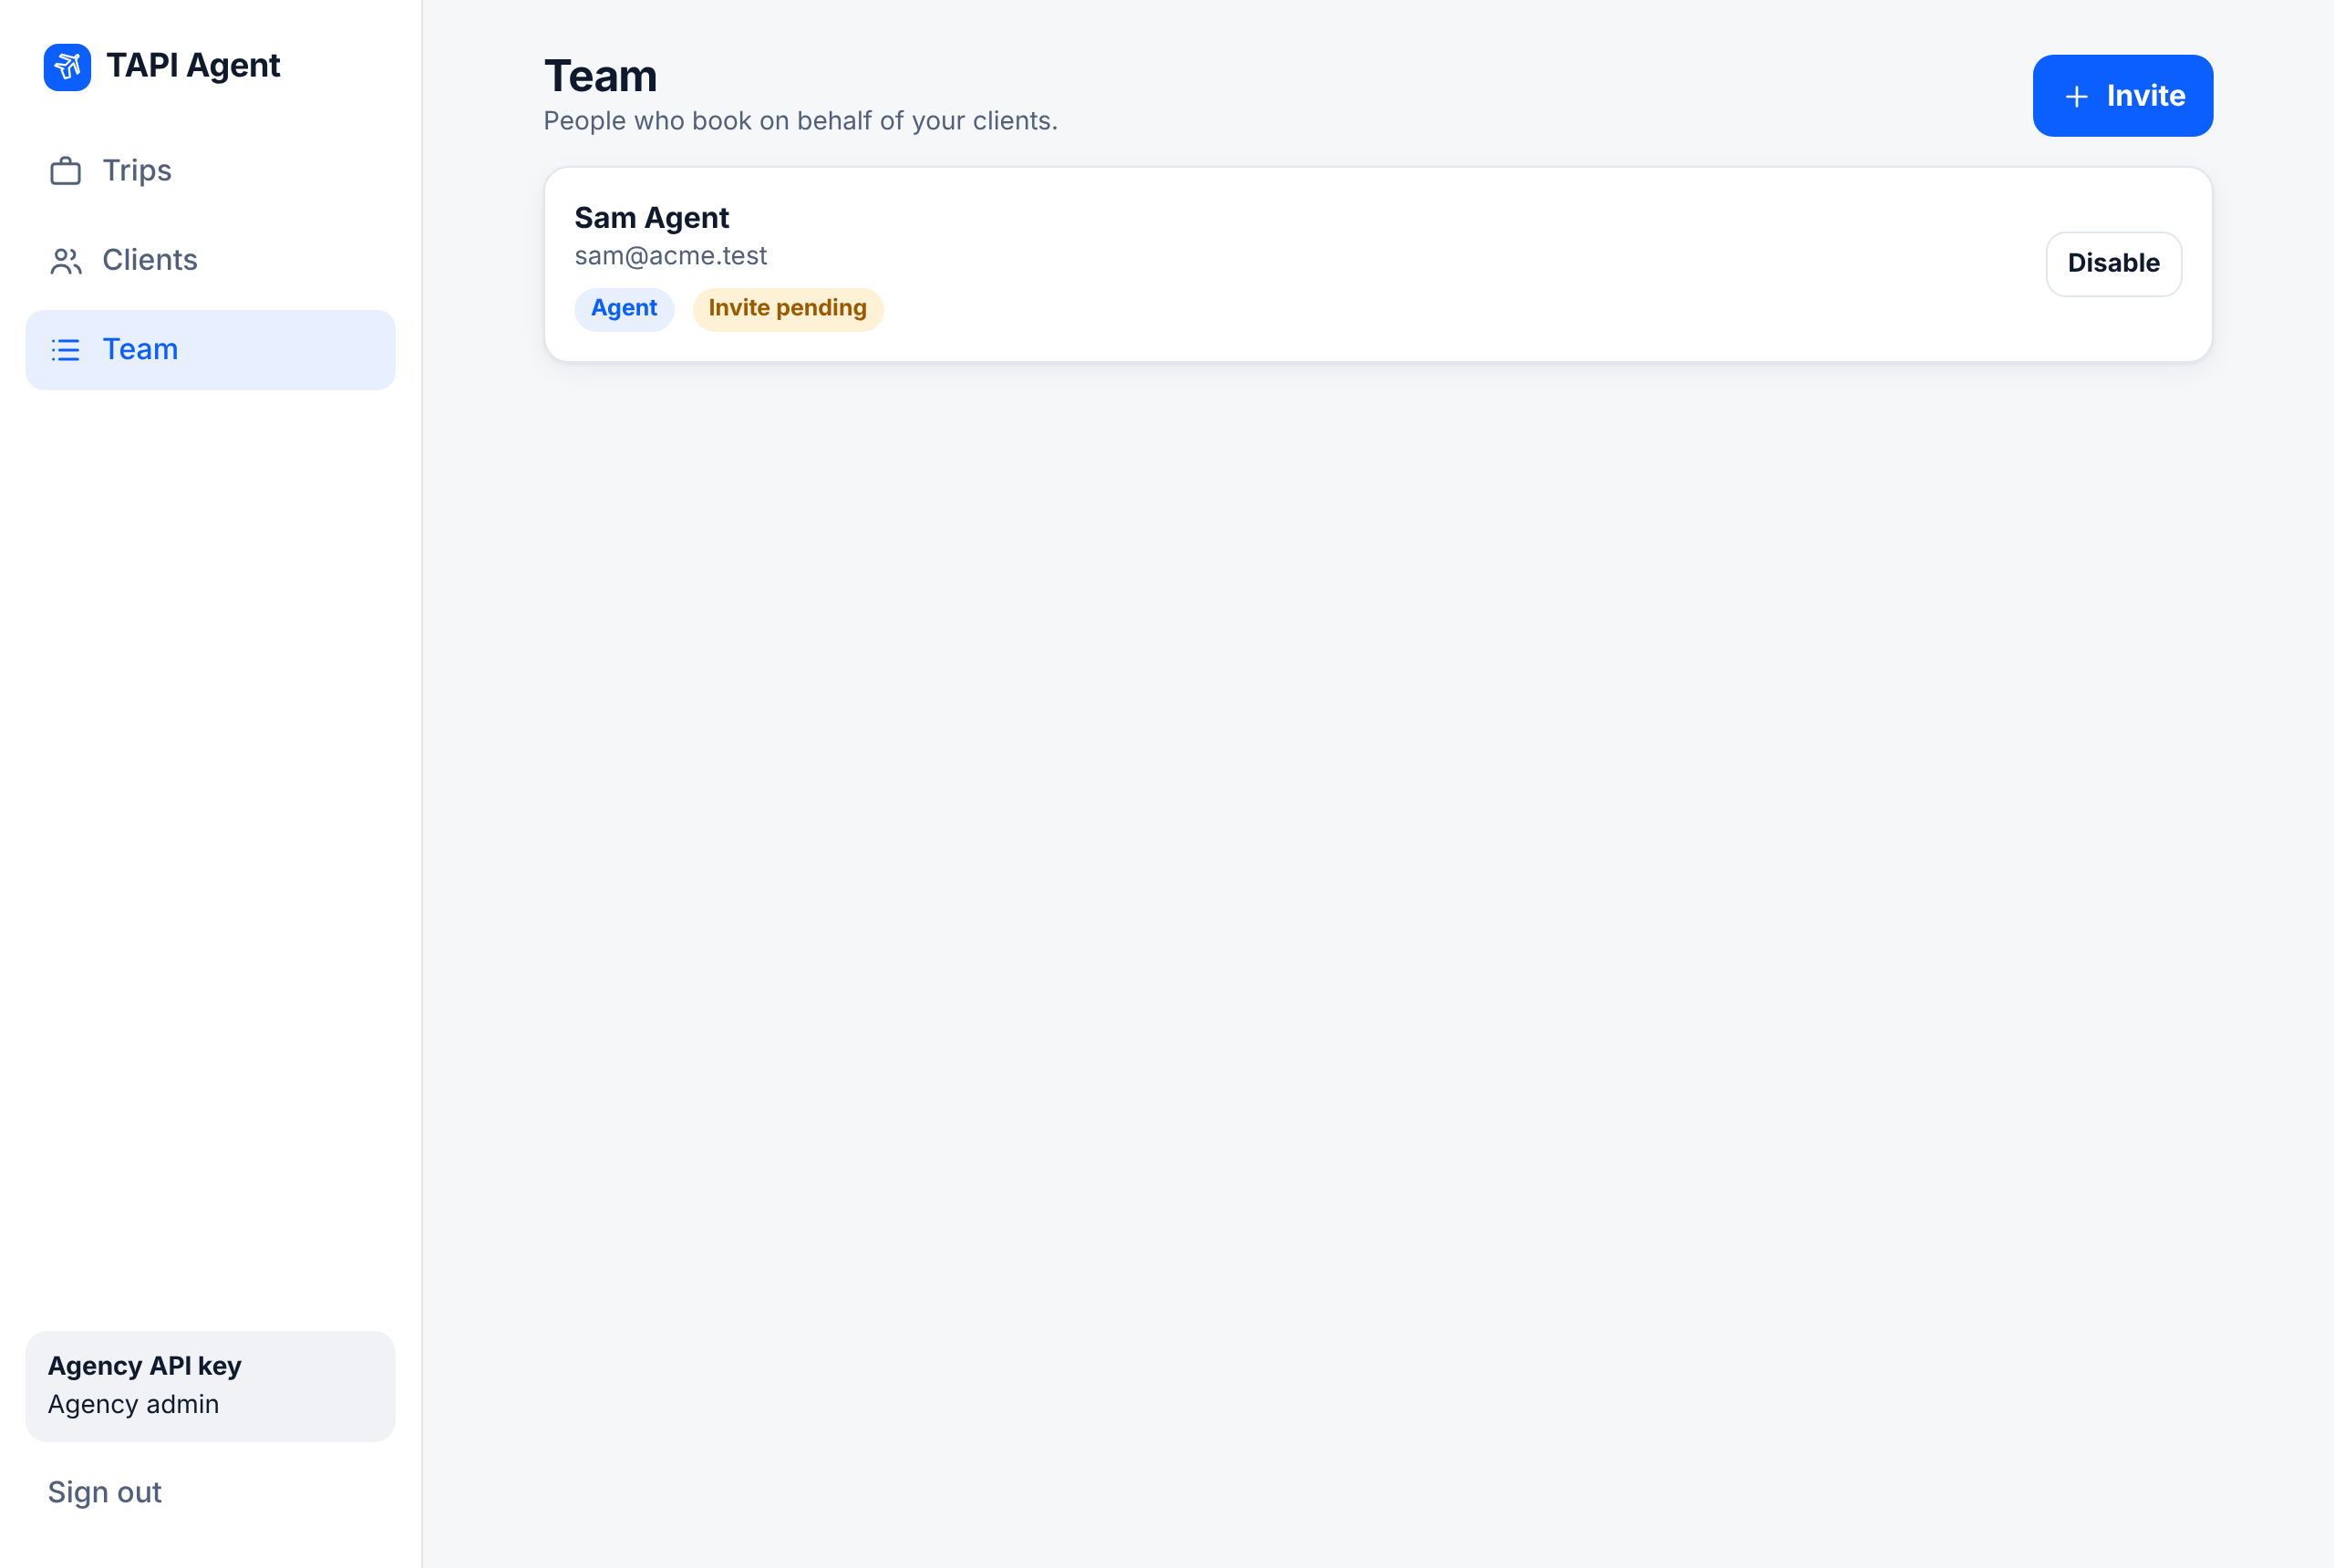 TAPI Agent
Trips
Clients
Team
Agency API key
Agency admin
Sign out
Team
People who book on behalf of your clients.
Invite
Sam Agent
sam@acme.test
Agent
Invite pending
Disable